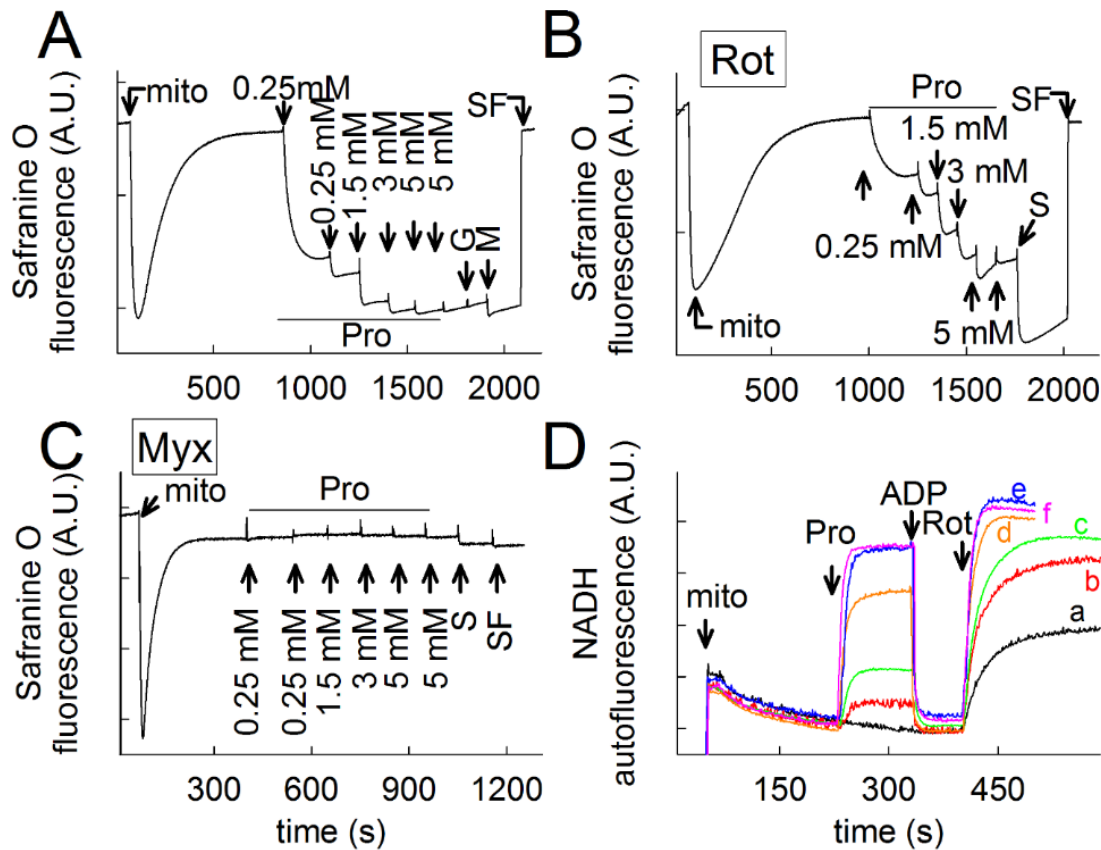 A
mito
0.25mM
0.25 mM
1.5 mM
3 mM
5 mM
5 mM
G
M
SF
Pro
Safranine O
fluorescence (A.U.)
500
1000
1500
2000
B
Rot
Pro
SF
1.5 mM
3 mM
S
0.25 mM
mito
5 mM
Safranine O
fluorescence (A.U.)
500
1000
1500
2000
C
Myx
mito
Pro
0.25 mM
0.25 mM
1.5 mM
3 mM
5 mM
5 mM
S
SF
Safranine O
fluorescence (A.U.)
300
600
900
1200
time (s)
D
ADP
Pro
Rot
mito
e
f
d
c
b
a
NADH
autofluorescence (A.U.)
150
300
450
time (s)